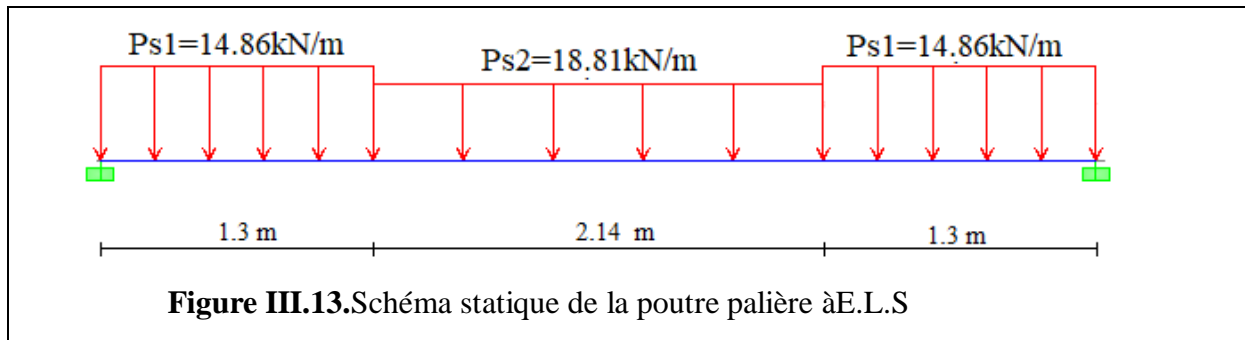 Ps1=14.86kN/m
Ps2=18.81kN/m
Ps1=14.86kN/m
1.3 m
2.14 m
1.3 m
Figure III.13.Schéma statique de la poutre palière àE.L.S